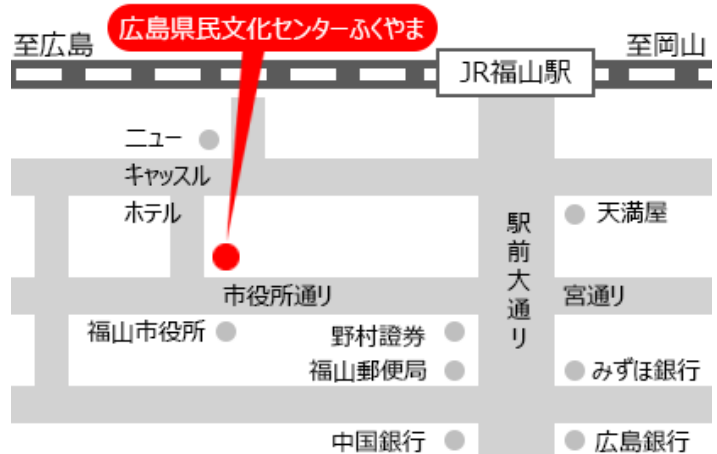 広島県民文化センターふくやま
至広島
至岡山
JR福山駅
ニュー
キャッスル
ホテル
天満屋
駅前大通り
市役所通り
宮通り
福山市役所
野村證券
福山郵便局
みずほ銀行
中国銀行
広島銀行